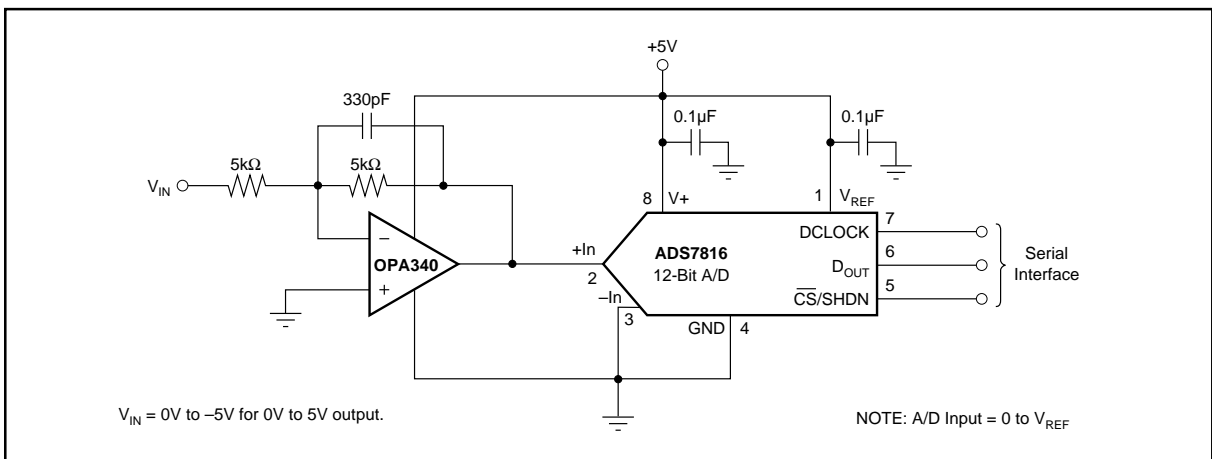 +5V
330pF
0.1µF
0.1µF
5kΩ
5kΩ
V_IN
8 V+
1 V_REF
–
OPA340
+
+In
2
–In
3
ADS7816
12-Bit A/D
GND 4
DCLOCK
7
D_OUT
6
C̅S̅/SHDN
5
Serial
Interface
V_IN = 0V to –5V for 0V to 5V output.
NOTE: A/D Input = 0 to V_REF